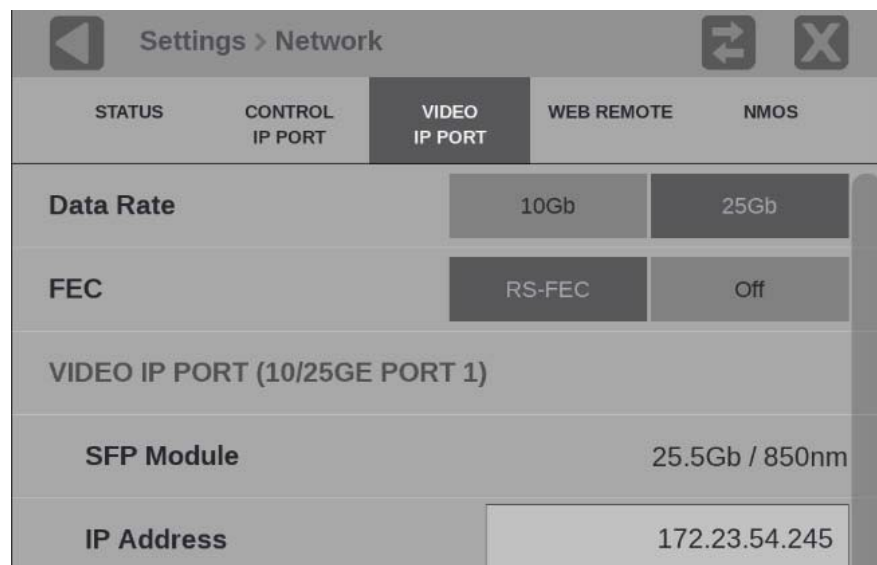 Settings > Network
STATUS
CONTROL
IP PORT
VIDEO
IP PORT
WEB REMOTE
NMOS
Data Rate
10Gb
25Gb
FEC
RS-FEC
Off
VIDEO IP PORT (10/25GE PORT 1)
SFP Module
25.5Gb / 850nm
IP Address
172.23.54.245